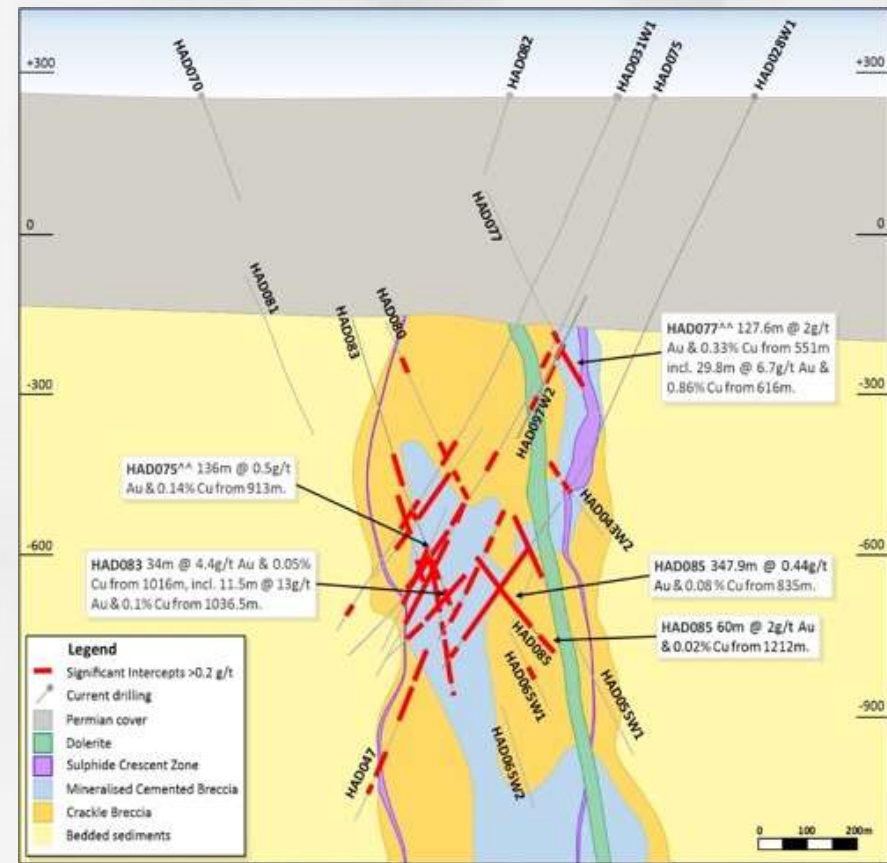 HAD070
HAD082
HAD031W1
HAD075
HAD028W1
+300
+300
0
0
HAD077
HAD081
HAD083
HAD080
HAD077^^ 127.6m @ 2g/t
Au & 0.33% Cu from 551m
incl. 29.8m @ 6.7g/t Au &
0.86% Cu from 616m.
-300
-300
HAD097W2
HAD075^^ 136m @ 0.5g/t
Au & 0.14% Cu from 913m.
HAD043W2
-600
-600
HAD083 34m @ 4.4g/t Au & 0.05%
Cu from 1016m, incl. 11.5m @ 13g/t
Au & 0.1% Cu from 1036.5m.
HAD085 347.9m @ 0.44g/t
Au & 0.08% Cu from 835m.
HAD085 60m @ 2g/t Au
& 0.02% Cu from 1212m.
HAD085
HAD065W1
HAD055W1
HAD065W2
HAD047
-900
Legend
Significant Intercepts >0.2 g/t
Current drilling
Permian cover
Dolerite
Sulphide Crescent Zone
Mineralised Cemented Breccia
Crackle Breccia
Bedded sediments
0 100 200m